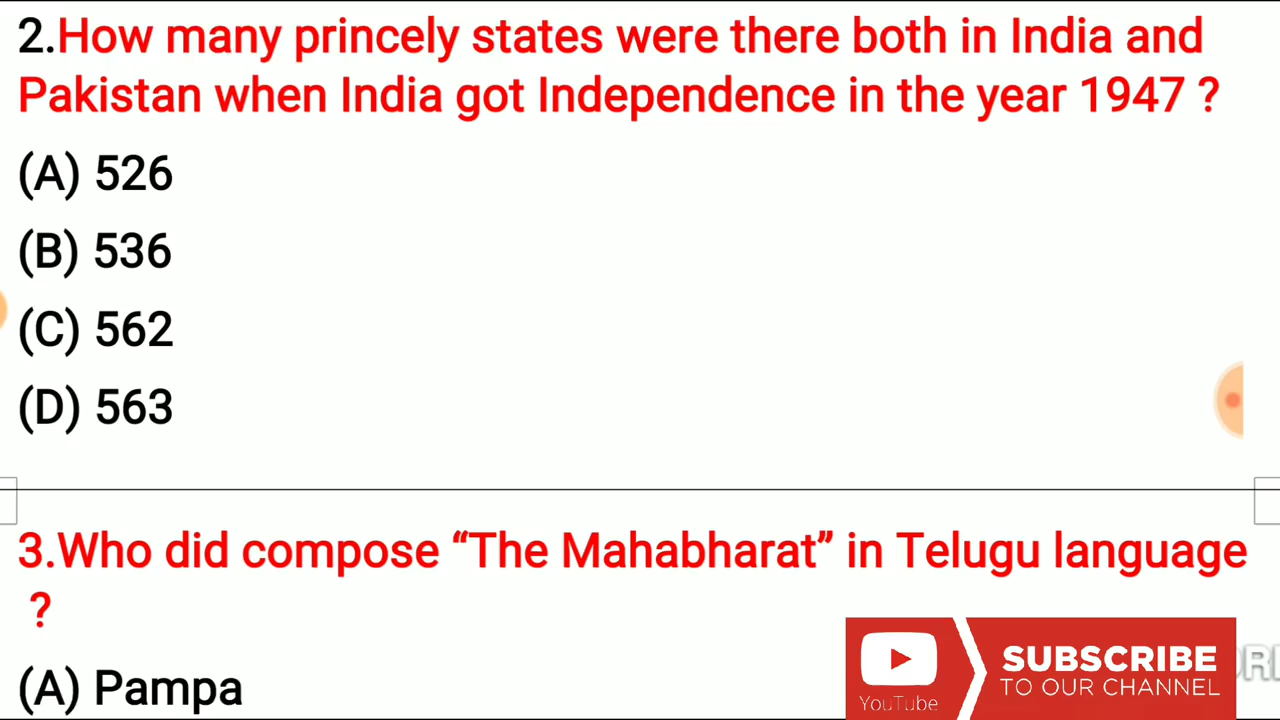 2.How many princely states were there both in India and
Pakistan when India got Independence in the year 1947 ?
(A) 526
(B) 536
(C) 562
(D) 563
3.Who did compose “The Mahabharat” in Telugu language
?
(A) Pampa
YouTube
SUBSCRIBE
TO OUR CHANNEL